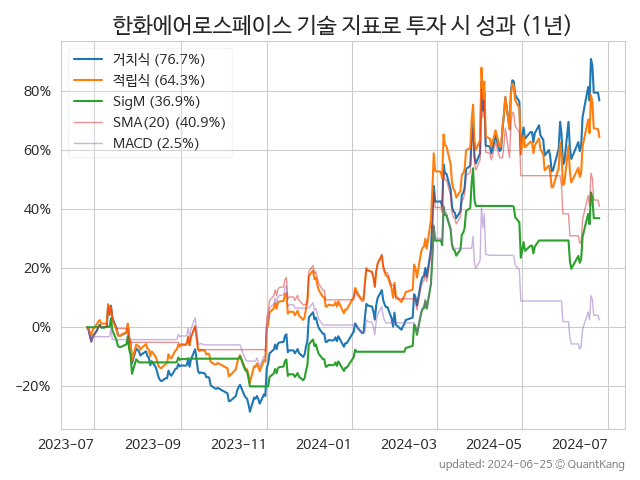 한화에어로스페이스 기술 지표로 투자 시 성과 (1년)
거치식 (76.7%)
적립식 (64.3%)
SigM (36.9%)
SMA(20) (40.9%)
MACD (2.5%)
80%
60%
40%
20%
0%
−20%
2023-07 2023-09 2023-11 2024-01 2024-03 2024-05 2024-07
updated: 2024-06-25 © QuantKang